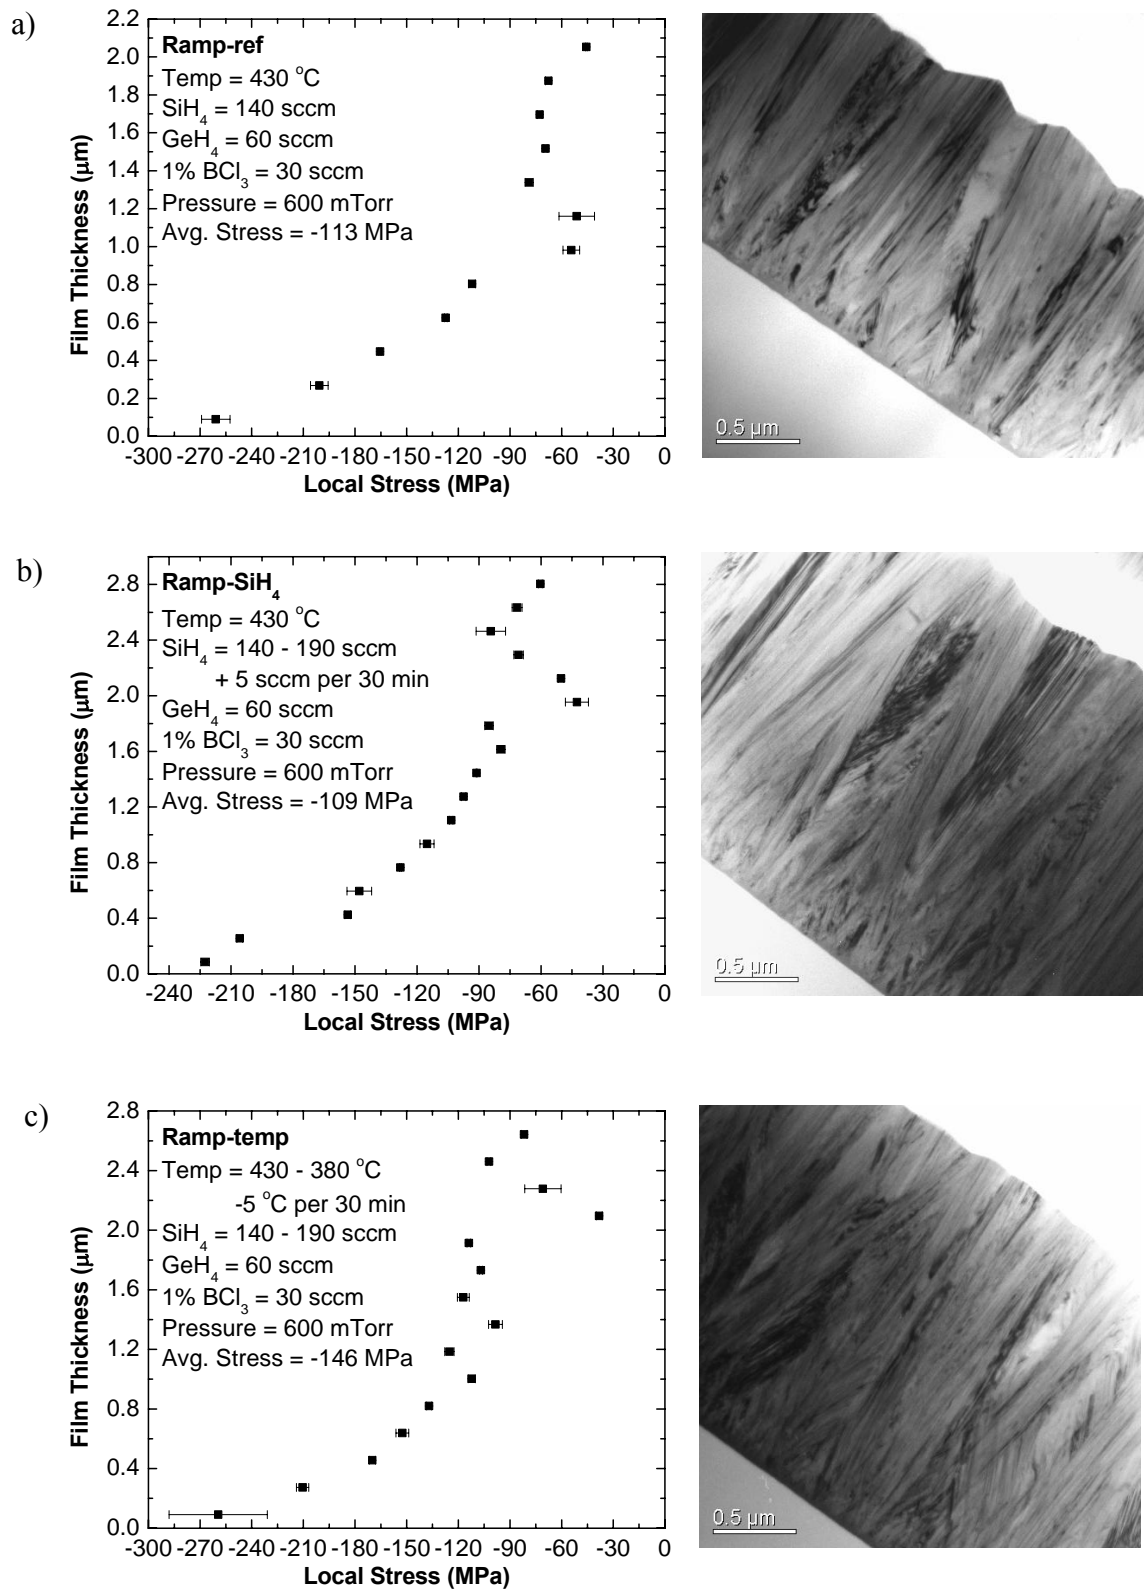 a)
Ramp-ref
Temp = 430 °C
SiH₄ = 140 sccm
GeH₄ = 60 sccm
1% BCl₃ = 30 sccm
Pressure = 600 mTorr
Avg. Stress = -113 MPa
Film Thickness (μm)
2.2
2.0
1.8
1.6
1.4
1.2
1.0
0.8
0.6
0.4
0.2
0.0
-300 -270 -240 -210 -180 -150 -120 -90 -60 -30 0
Local Stress (MPa)
0.5 μm
b)
Ramp-SiH₄
Temp = 430 °C
SiH₄ = 140 - 190 sccm
+ 5 sccm per 30 min
GeH₄ = 60 sccm
1% BCl₃ = 30 sccm
Pressure = 600 mTorr
Avg. Stress = -109 MPa
Film Thickness (μm)
2.8
2.4
2.0
1.6
1.2
0.8
0.4
0.0
-240 -210 -180 -150 -120 -90 -60 -30 0
Local Stress (MPa)
0.5 μm
c)
Ramp-temp
Temp = 430 - 380 °C
-5 °C per 30 min
SiH₄ = 140 - 190 sccm
GeH₄ = 60 sccm
1% BCl₃ = 30 sccm
Pressure = 600 mTorr
Avg. Stress = -146 MPa
Film Thickness (μm)
2.8
2.4
2.0
1.6
1.2
0.8
0.4
0.0
-300 -270 -240 -210 -180 -150 -120 -90 -60 -30 0
Local Stress (MPa)
0.5 μm